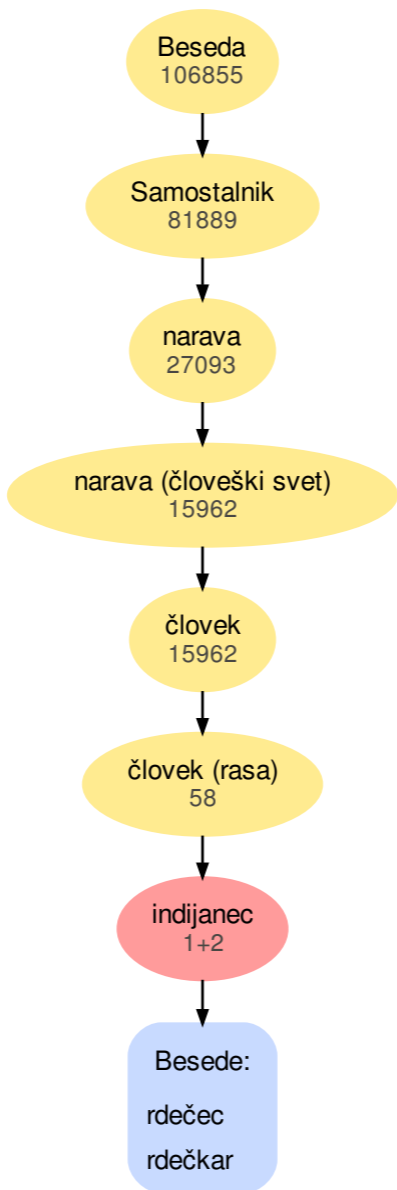 Beseda
106855
Samostalnik
81889
narava
27093
narava (človeški svet)
15962
človek
15962
človek (rasa)
58
indijanec
1+2
Besede:
rdečec
rdečkar